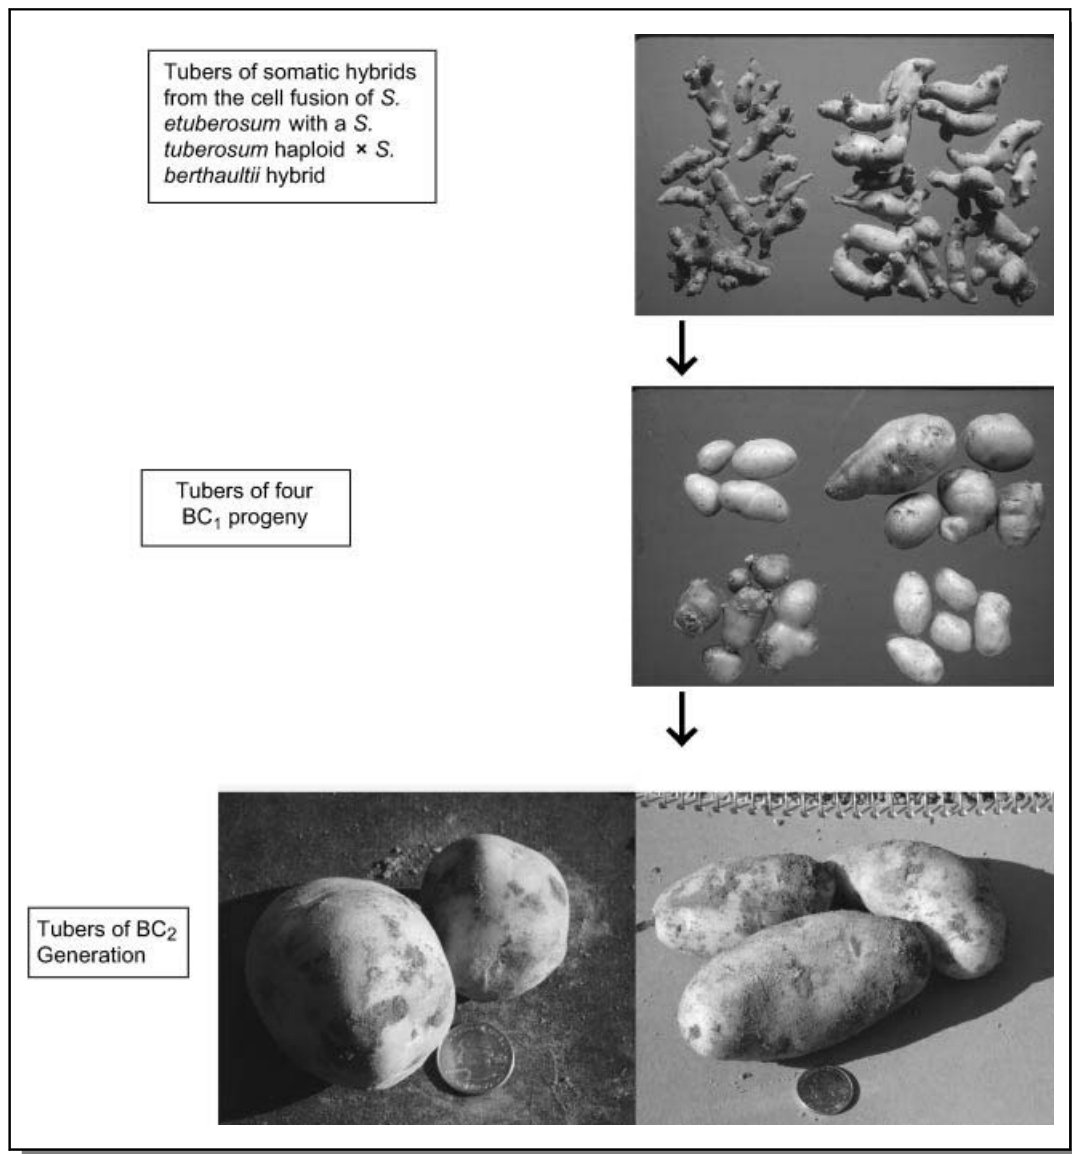 Tubers of somatic hybrids
from the cell fusion of S.
etuberosum with a S.
tuberosum haploid × S.
berthaultii hybrid
Tubers of four
BC1 progeny
Tubers of BC2
Generation